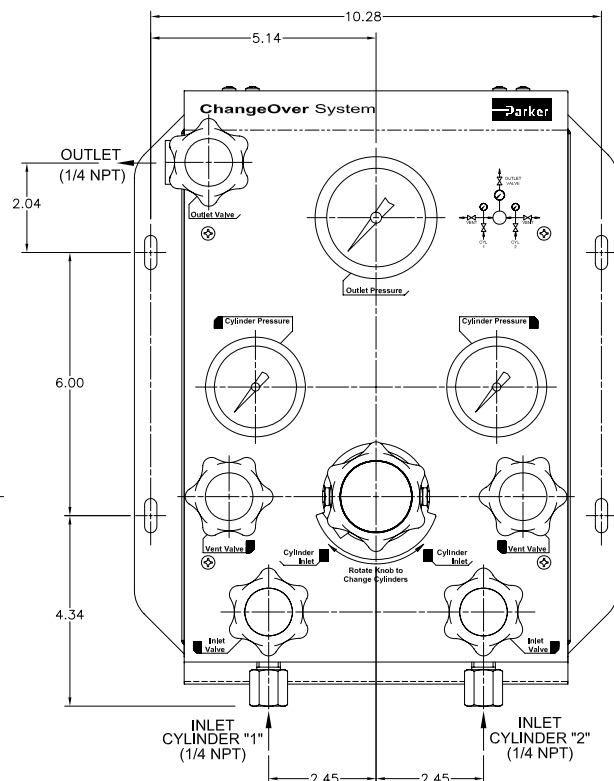 10.28
5.14
ChangeOver System
Parker
OUTLET
(1/4 NPT)
2.04
Outlet Valve
OUTLET
VALVE
VENT
VENT
CYL
1
CYL
2
Outlet Pressure
Cylinder Pressure
Cylinder Pressure
6.00
Vent Valve
Vent Valve
Cylinder
Inlet
Cylinder
Inlet
Rotate Knob to
Change Cylinders
4.34
Inlet
Valve
Inlet
Valve
INLET
CYLINDER "1"
(1/4 NPT)
INLET
CYLINDER "2"
(1/4 NPT)
2.45
2.45